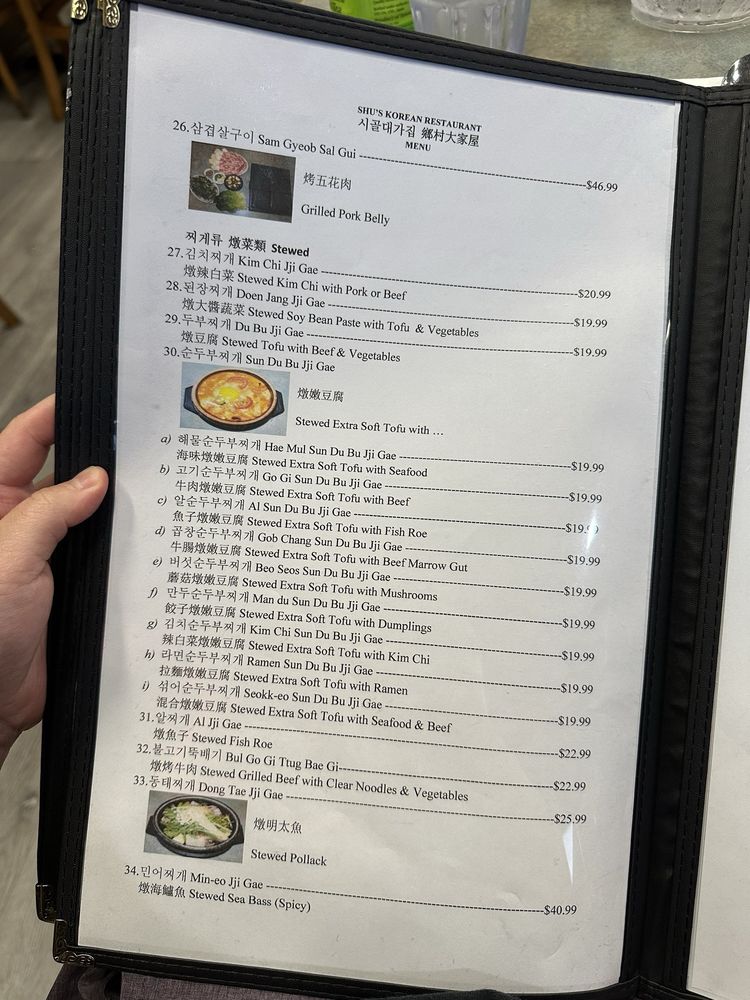 SHU'S KOREAN RESTAURANT
시골대가집 鄉村大家屋
MENU
26.삼겹살구이 Sam Gyeob Sal Gui ------------------------------$46.99
烤五花肉
Grilled Pork Belly
찌게류 燉菜類 Stewed
27.김치찌개 Kim Chi Jji Gae ------------------------------$20.99
燉辣白菜 Stewed Kim Chi with Pork or Beef
28.된장찌개 Doen Jang Jji Gae ------------------------------$19.99
燉大醬蔬菜 Stewed Soy Bean Paste with Tofu & Vegetables
29.두부찌개 Du Bu Jji Gae ------------------------------$19.99
燉豆腐 Stewed Tofu with Beef & Vegetables
30.순두부찌개 Sun Du Bu Jji Gae
燉嫩豆腐
Stewed Extra Soft Tofu with …
a) 해물순두부찌개 Hae Mul Sun Du Bu Jji Gae ------------------------------$19.99
海味燉嫩豆腐 Stewed Extra Soft Tofu with Seafood
b) 고기순두부찌개 Go Gi Sun Du Bu Jji Gae ------------------------------$19.99
牛肉燉嫩豆腐 Stewed Extra Soft Tofu with Beef
c) 알순두부찌개 Al Sun Du Bu Jji Gae ------------------------------
魚子燉嫩豆腐 Stewed Extra Soft Tofu with Fish Roe
d) 곱창순두부찌개 Gob Chang Sun Du Bu Jji Gae ------------------------------$19.99
牛腸燉嫩豆腐 Stewed Extra Soft Tofu with Beef Marrow Gut
e) 버섯순두부찌개 Beo Seos Sun Du Bu Jji Gae ------------------------------$19.99
蘑菇燉嫩豆腐 Stewed Extra Soft Tofu with Mushrooms
f) 만두순두부찌개 Man du Sun Du Bu Jji Gae ------------------------------$19.99
餃子燉嫩豆腐 Stewed Extra Soft Tofu with Dumplings
g) 김치순두부찌개 Kim Chi Sun Du Bu Jji Gae ------------------------------$19.99
辣白菜燉嫩豆腐 Stewed Extra Soft Tofu with Kim Chi
h) 라면순두부찌개 Ramen Sun Du Bu Jji Gae ------------------------------$19.99
拉麵燉嫩豆腐 Stewed Extra Soft Tofu with Ramen
i) 섞어순두부찌개 Seokk-eo Sun Du Bu Jji Gae ------------------------------$19.99
混合燉嫩豆腐 Stewed Extra Soft Tofu with Seafood & Beef
31.알찌개 Al Jji Gae ------------------------------$22.99
燉魚子 Stewed Fish Roe
32.불고기뚝배기 Bul Go Gi Ttug Bae Gi------------------------------$22.99
燉烤牛肉 Stewed Grilled Beef with Clear Noodles & Vegetables
33.동태찌개 Dong Tae Jji Gae ------------------------------$25.99
燉明太魚
Stewed Pollack
34.민어찌개 Min-eo Jji Gae ------------------------------$40.99
燉海鱸魚 Stewed Sea Bass (Spicy)